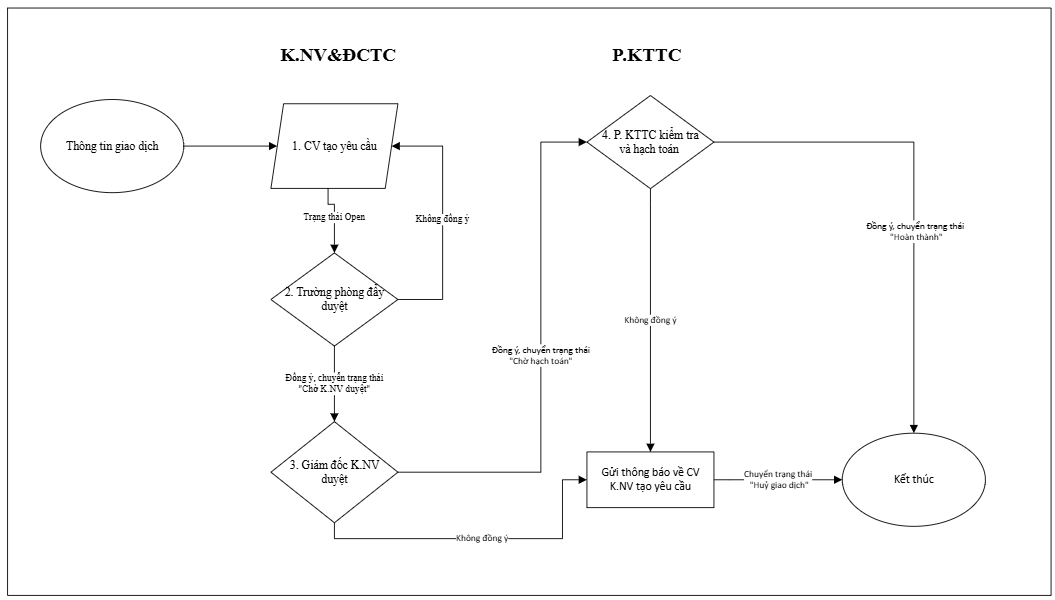 K.NV&ĐCTC
P.KTTC
Thông tin giao dịch
1. CV tạo yêu cầu
4. P. KTTC kiểm tra
và hạch toán
Trạng thái Open
Không đồng ý
Đồng ý, chuyển trạng thái
"Hoàn thành"
2. Trường phòng đẩy
duyệt
Không đồng ý
Đồng ý, chuyển trạng thái
"Chờ hạch toán"
Đồng ý, chuyển trạng thái
"Chờ K.NV duyệt"
3. Giám đốc K.NV
duyệt
Gửi thông báo về CV
K.NV tạo yêu cầu
Chuyển trạng thái
"Huỷ giao dịch"
Kết thúc
Không đồng ý